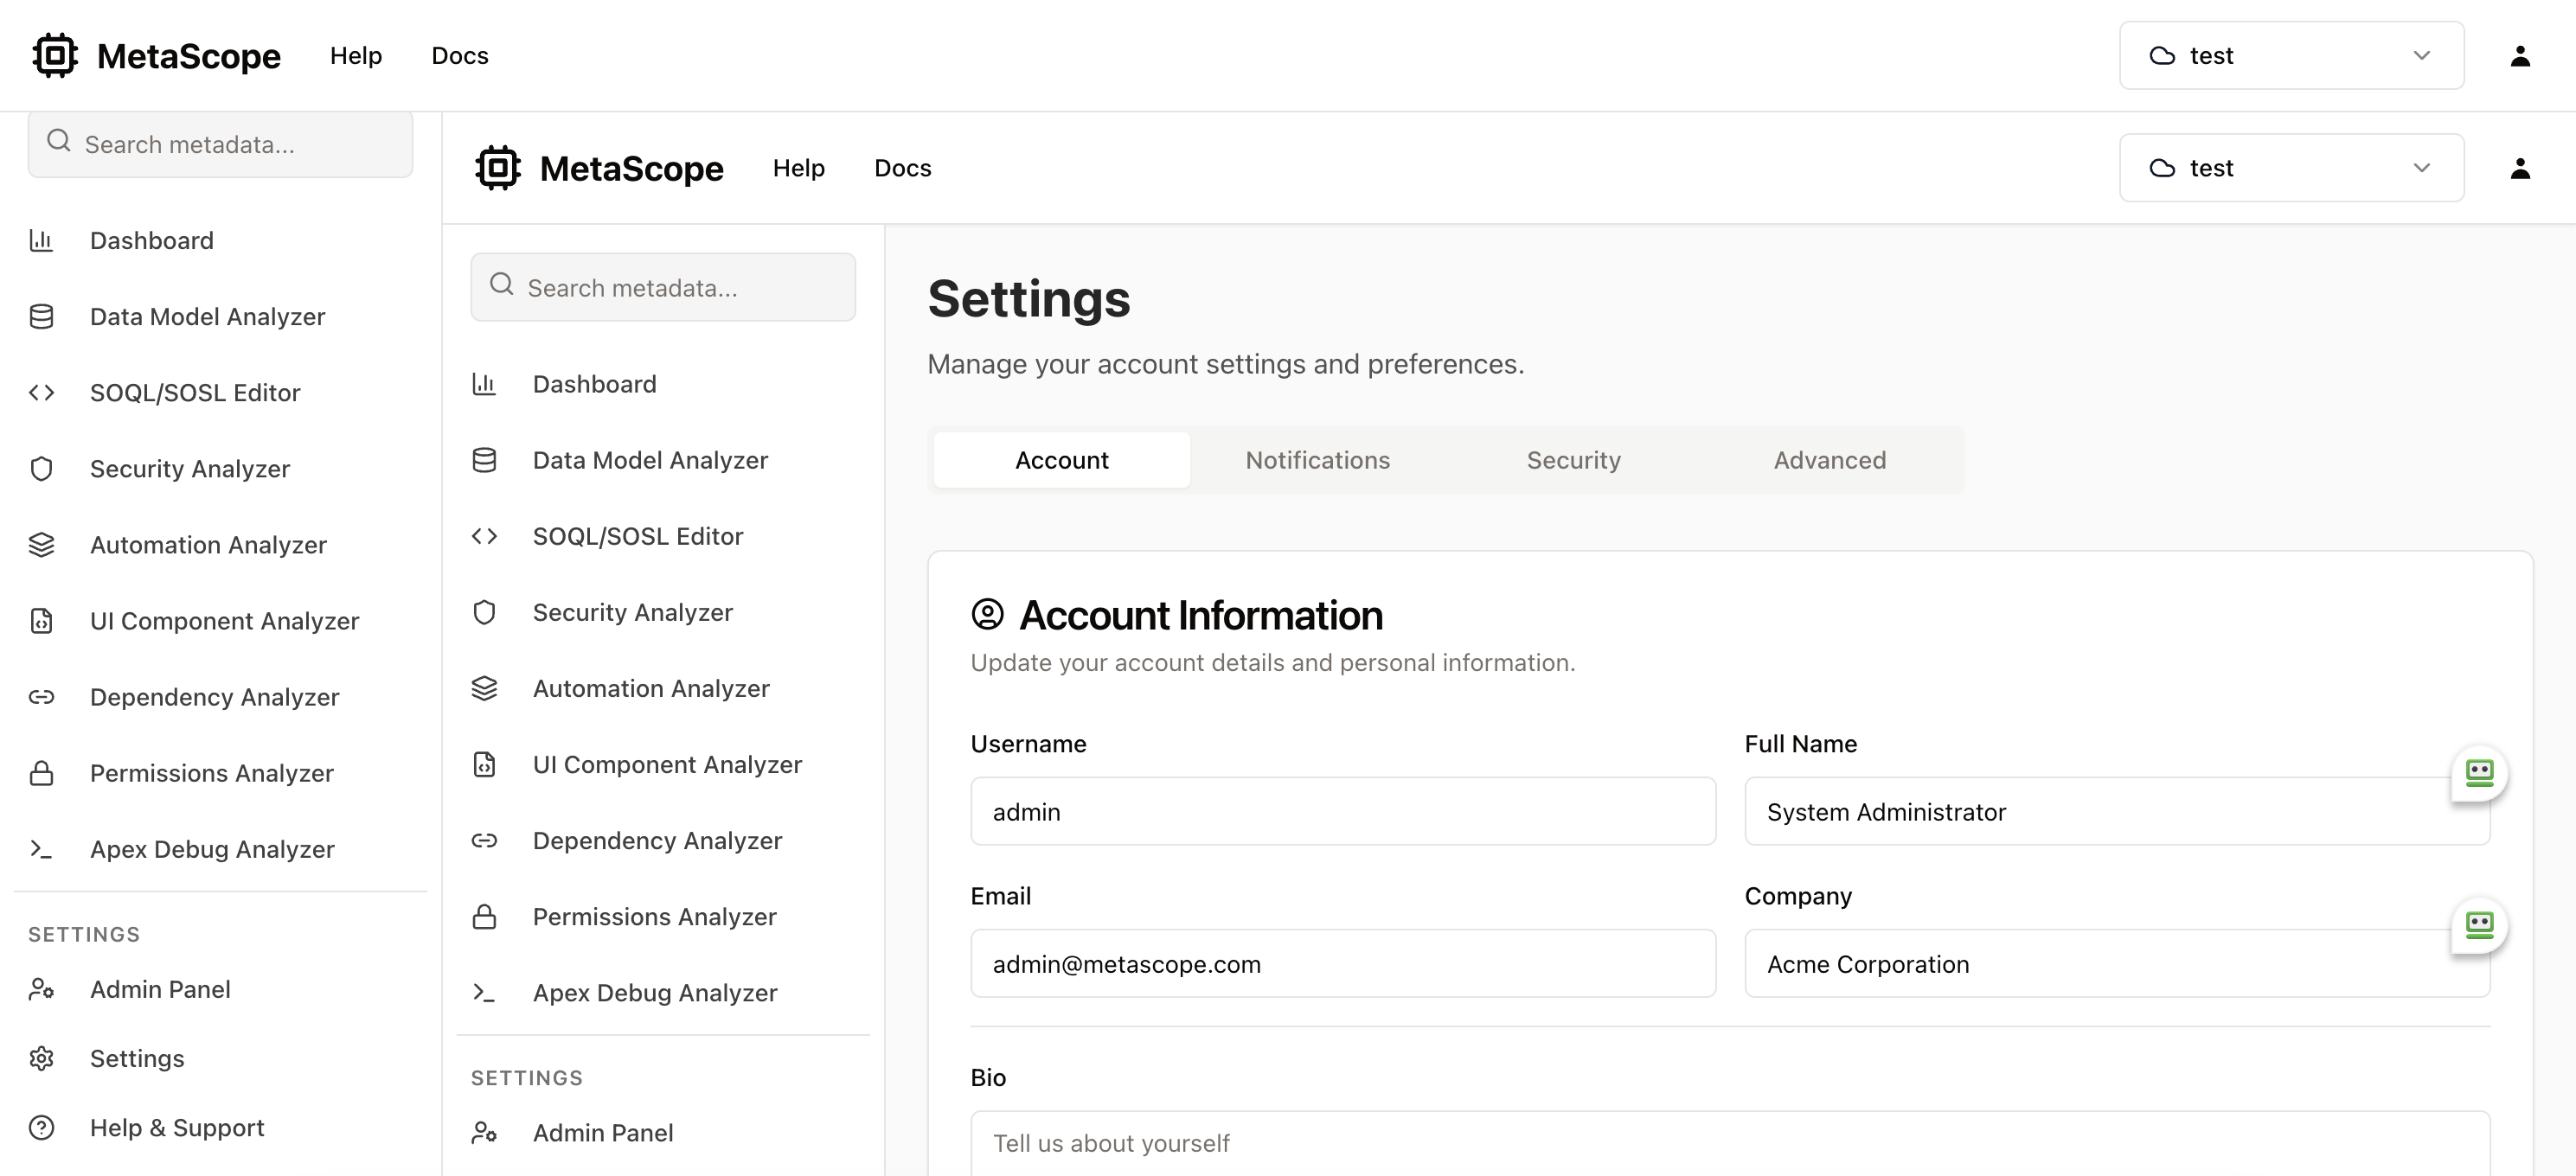 MetaScope Help Docs test
Search metadata...
Dashboard
Data Model Analyzer
SOQL/SOSL Editor
Security Analyzer
Automation Analyzer
UI Component Analyzer
Dependency Analyzer
Permissions Analyzer
Apex Debug Analyzer
SETTINGS
Admin Panel
Settings
Help & Support
MetaScope Help Docs test
Search metadata...
Dashboard
Data Model Analyzer
SOQL/SOSL Editor
Security Analyzer
Automation Analyzer
UI Component Analyzer
Dependency Analyzer
Permissions Analyzer
Apex Debug Analyzer
SETTINGS
Admin Panel
Settings
Manage your account settings and preferences.
Account Notifications Security Advanced
Account Information
Update your account details and personal information.
Username
admin
Full Name
System Administrator
Email
admin@metascope.com
Company
Acme Corporation
Bio
Tell us about yourself